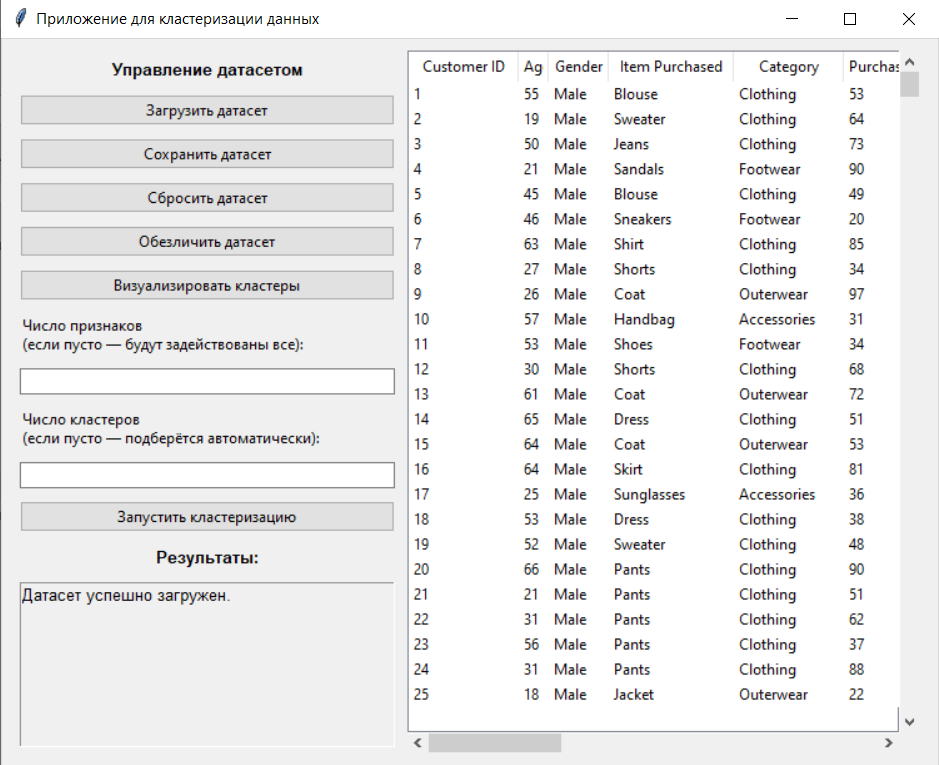 Приложение для кластеризации данных
Управление датасетом
Загрузить датасет
Сохранить датасет
Сбросить датасет
Обезличить датасет
Визуализировать кластеры
Число признаков
(если пусто — будут задействованы все):
Число кластеров
(если пусто — подберётся автоматически):
Запустить кластеризацию
Результаты:
Датасет успешно загружен.
Customer ID Ag Gender Item Purchased Category Purchas
1 55 Male Blouse Clothing 53
2 19 Male Sweater Clothing 64
3 50 Male Jeans Clothing 73
4 21 Male Sandals Footwear 90
5 45 Male Blouse Clothing 49
6 46 Male Sneakers Footwear 20
7 63 Male Shirt Clothing 85
8 27 Male Shorts Clothing 34
9 26 Male Coat Outerwear 97
10 57 Male Handbag Accessories 31
11 53 Male Shoes Footwear 34
12 30 Male Shorts Clothing 68
13 61 Male Coat Outerwear 72
14 65 Male Dress Clothing 51
15 64 Male Coat Outerwear 53
16 64 Male Skirt Clothing 81
17 25 Male Sunglasses Accessories 36
18 53 Male Dress Clothing 38
19 52 Male Sweater Clothing 48
20 66 Male Pants Clothing 90
21 21 Male Pants Clothing 51
22 31 Male Pants Clothing 62
23 56 Male Pants Clothing 37
24 31 Male Pants Clothing 88
25 18 Male Jacket Outerwear 22